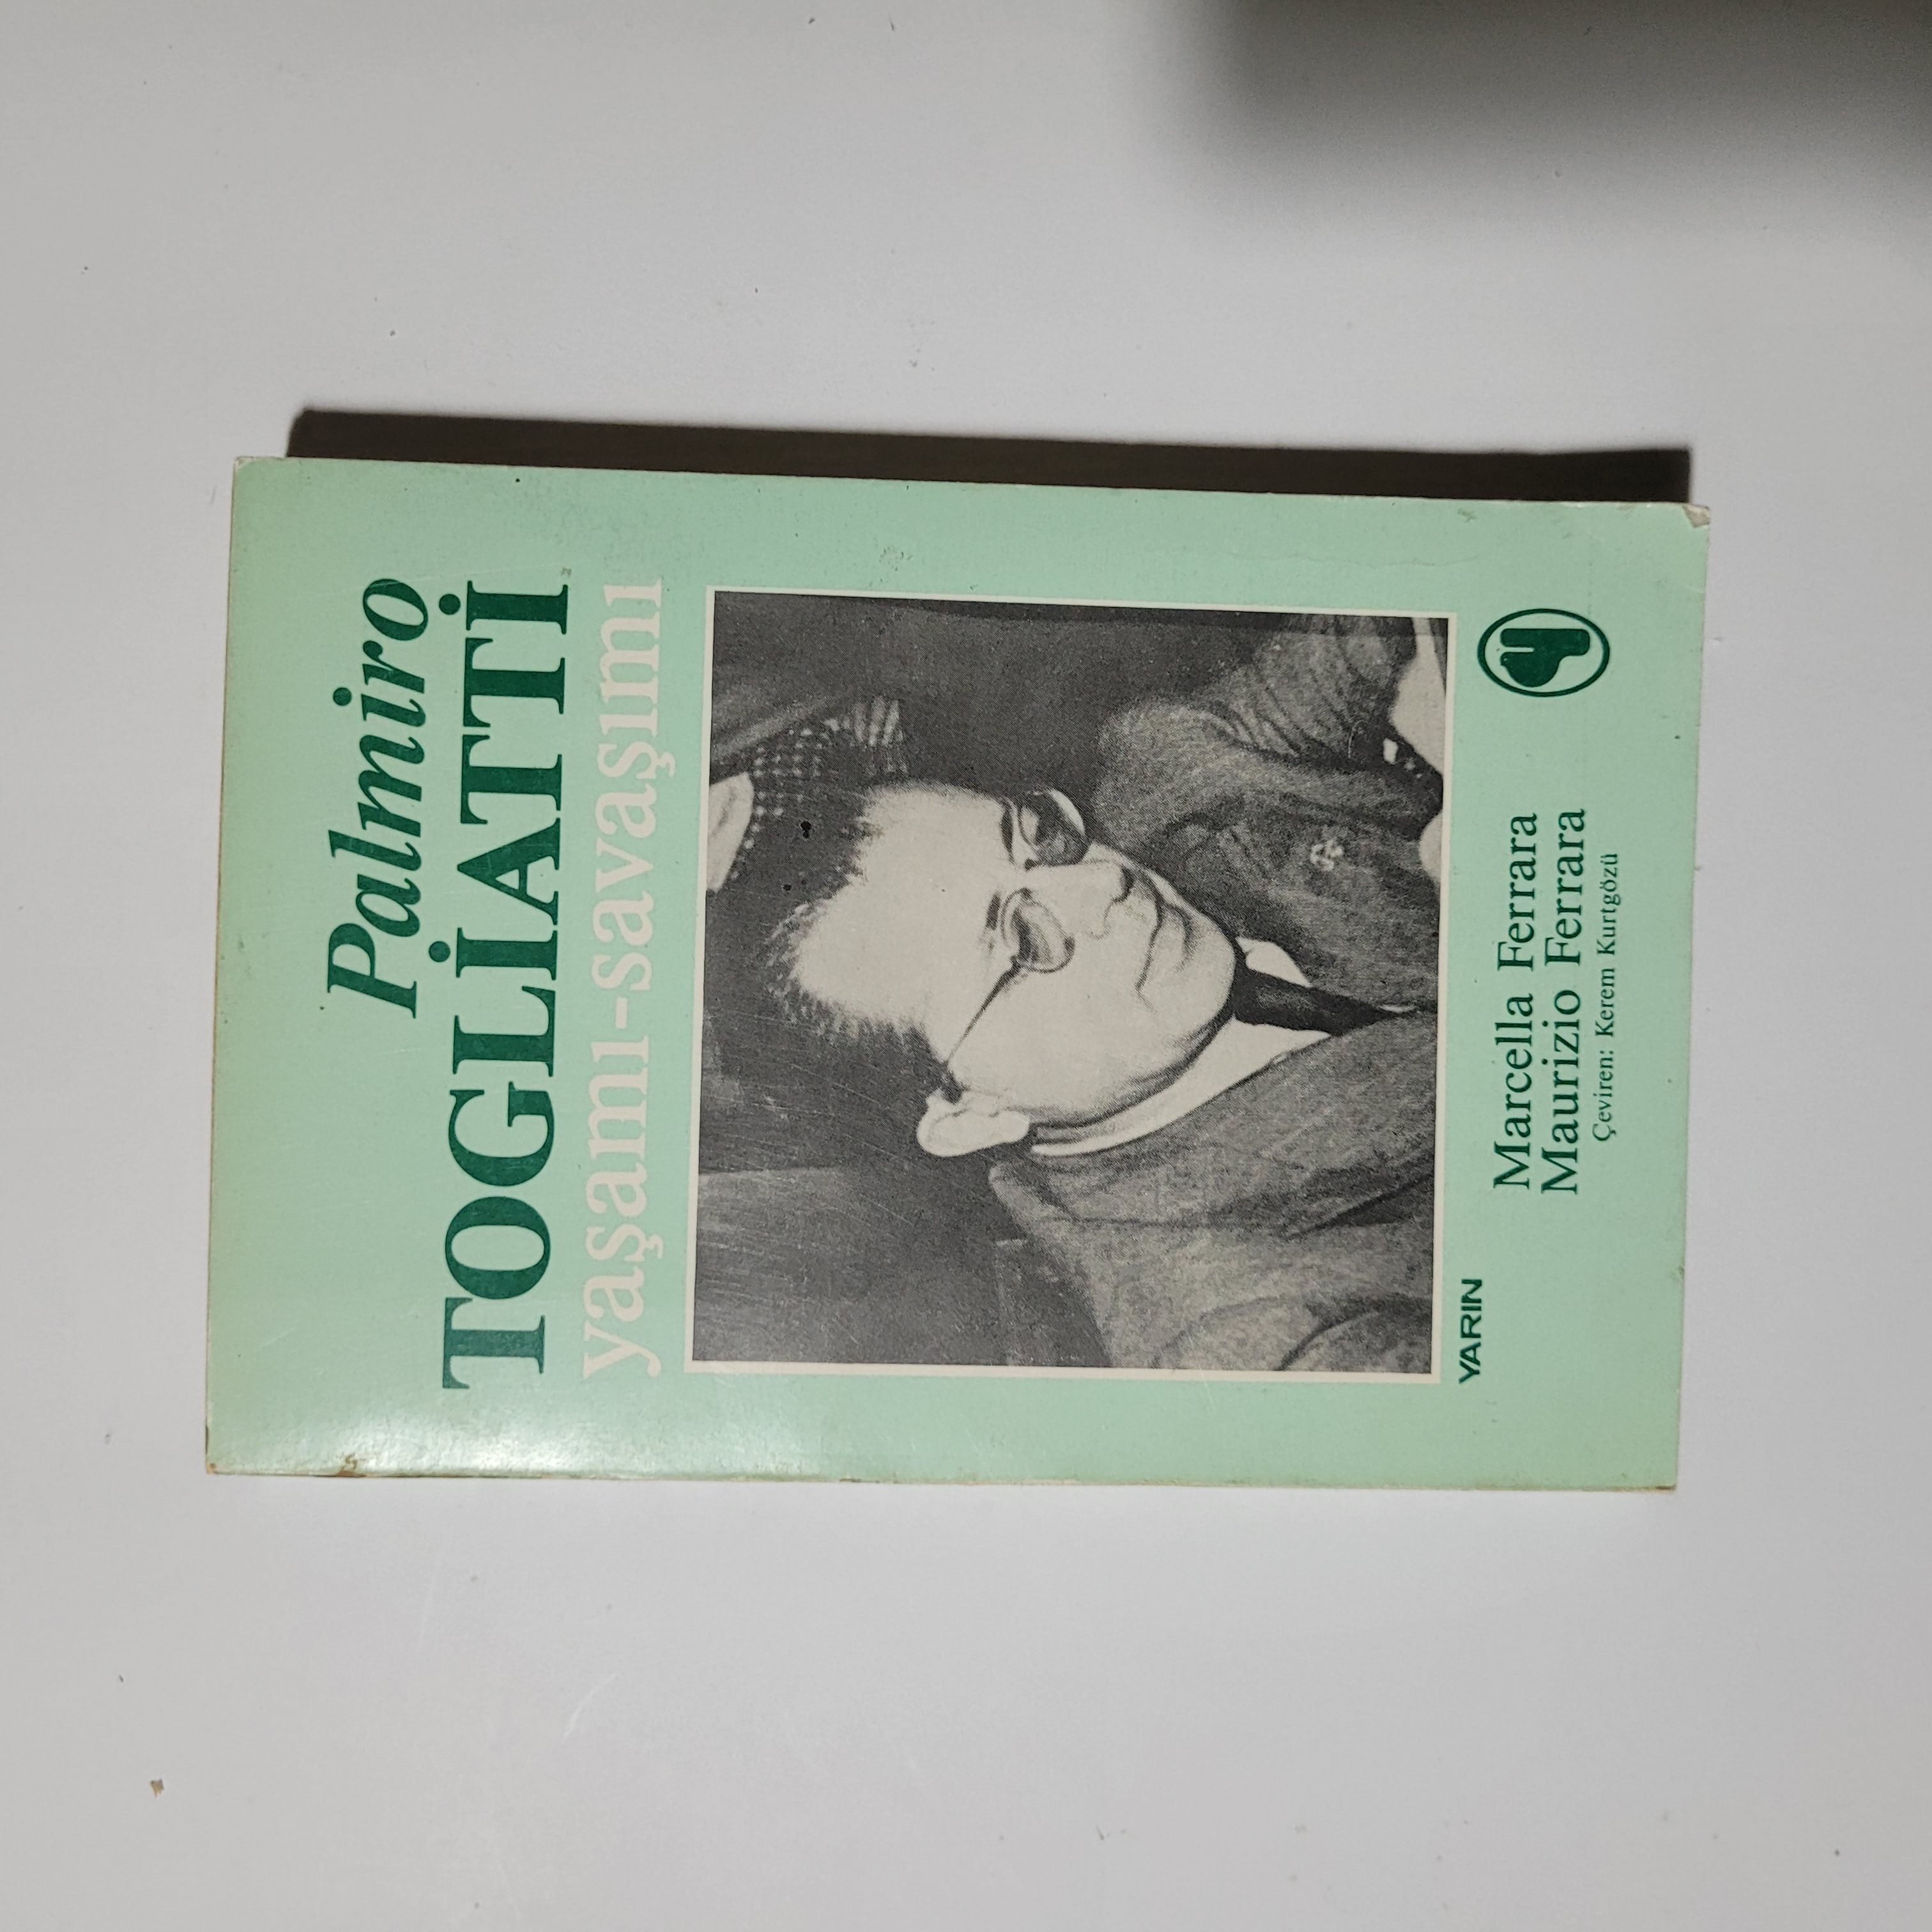 Palmiro
TOGLİATTİ
yaşamı-savaşımı
YARIN
Marcella Ferrara
Maurizio Ferrara
Çeviren: Kerem Kurtgözü